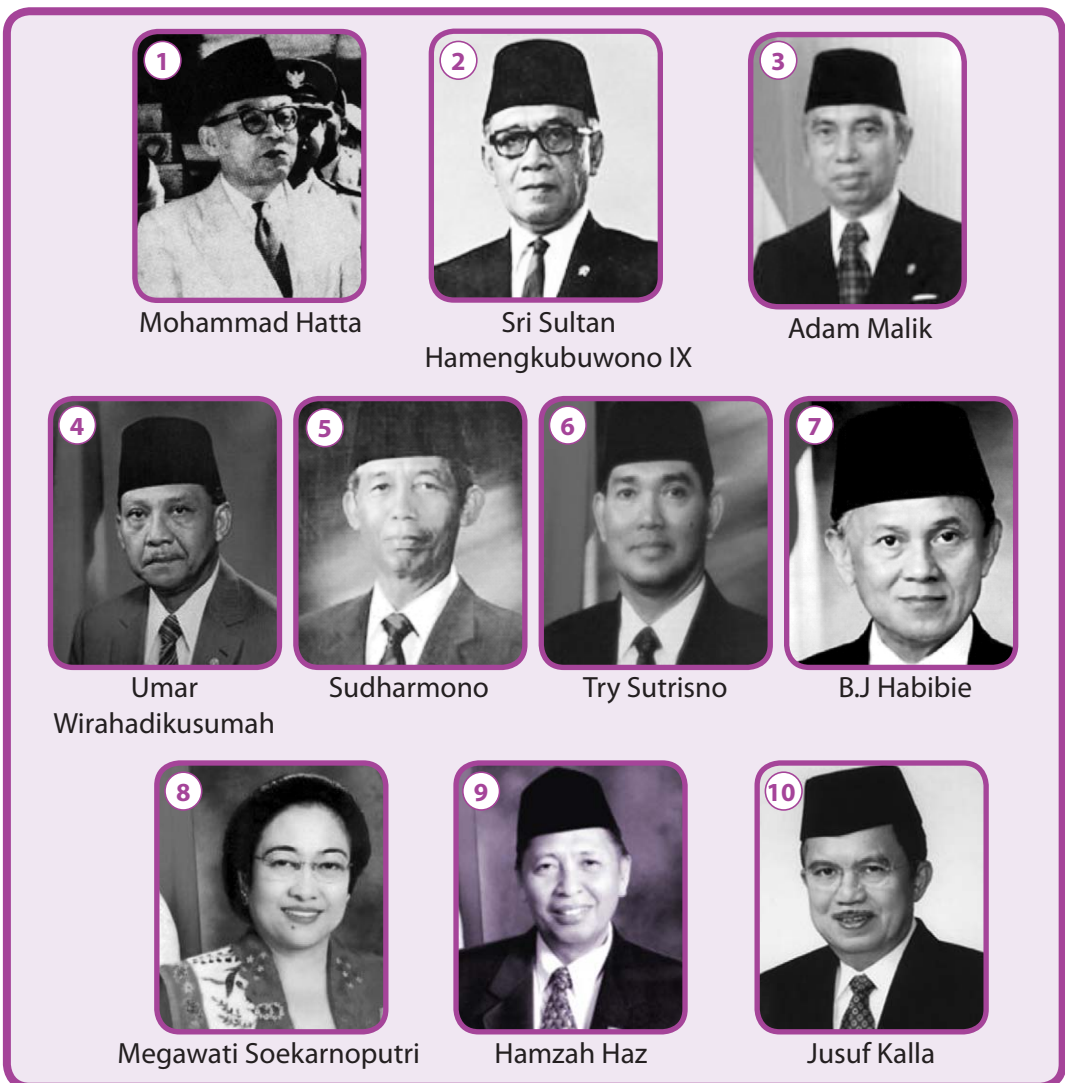 1
2
3
Mohammad Hatta
Sri Sultan
Hamengkubuwono IX
Adam Malik
4
5
6
7
Umar
Wirahadikusumah
Sudharmono
Try Sutrisno
B.J Habibie
8
9
10
Megawati Soekarnoputri
Hamzah Haz
Jusuf Kalla